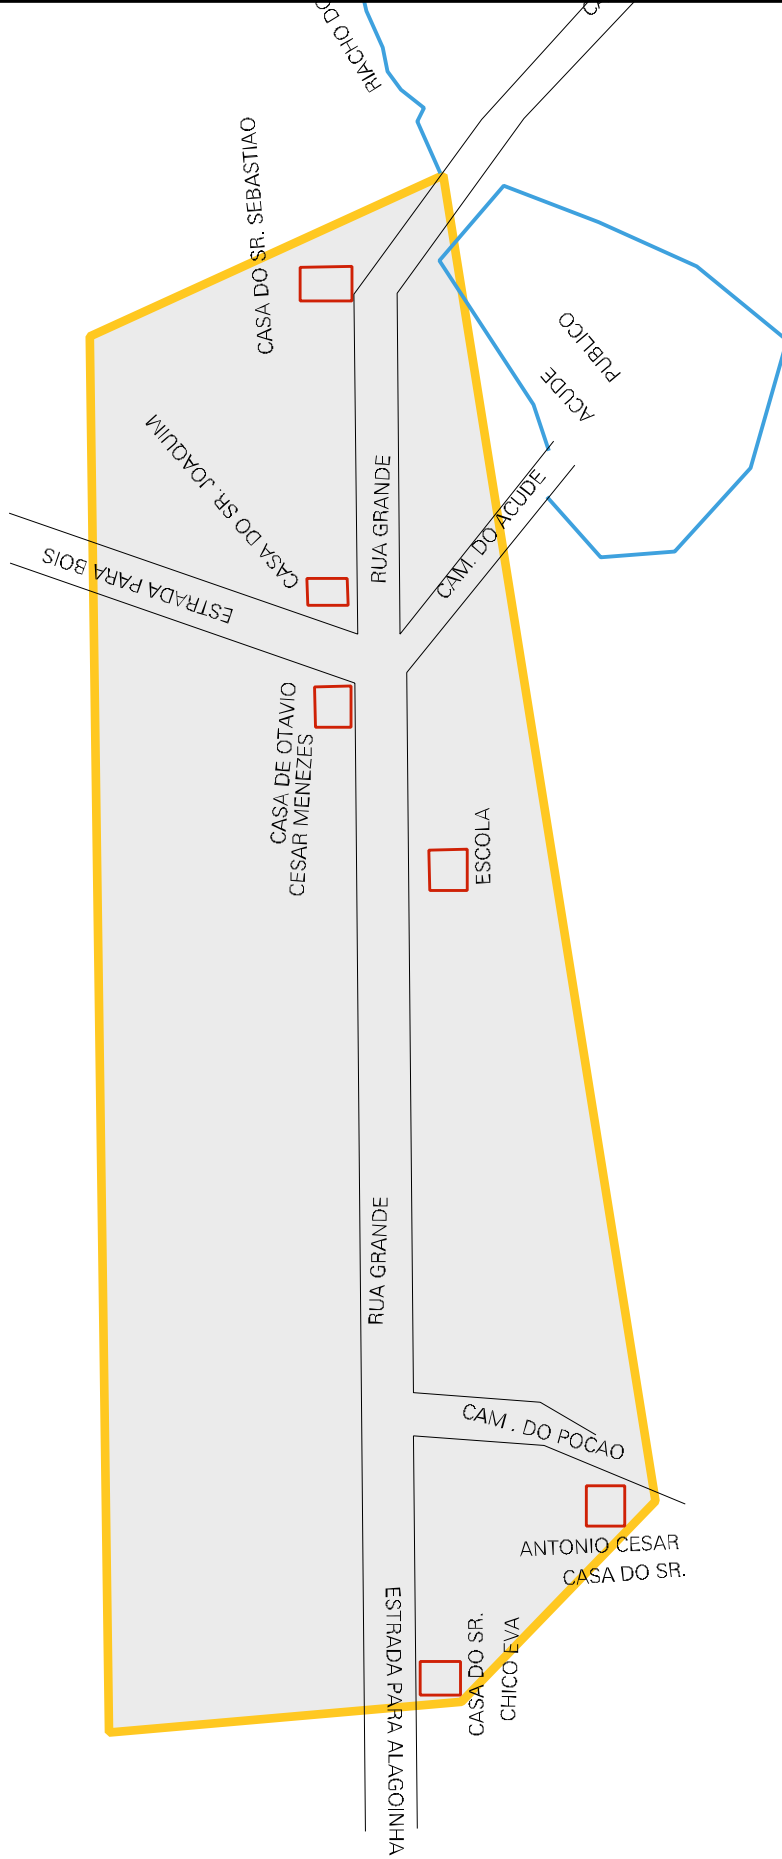 RIACHO DO
CASA DO SR. SEBASTIAO
PUBLICO
ACUDE
CASA DO SR. JOAQUIM
RUA GRANDE
CAM. DO ACUDE
ESTRADA PARA BOIS
CASA DE OTAVIO
CESAR MENEZES
ESCOLA
RUA GRANDE
CAM . DO POCAO
ANTONIO CESAR
CASA DO SR.
ESTRADA PARA ALAGOINHA
CASA DO SR.
CHICO EVA